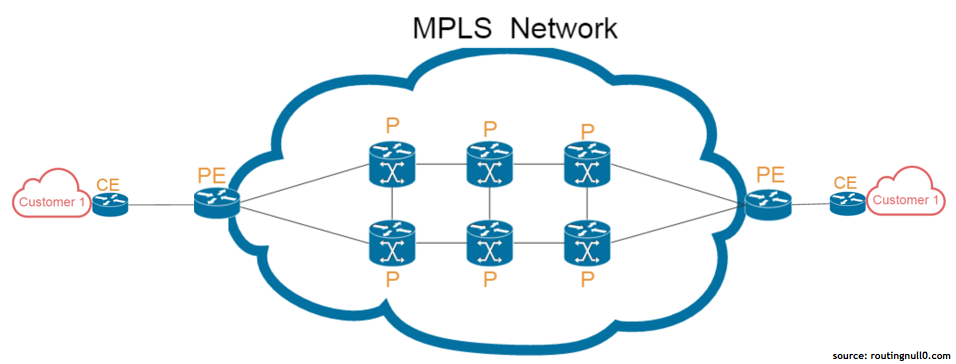 MPLS Network
P P P
PE PE
CE CE
Customer 1 Customer 1
P P P
source: routingnull0.com